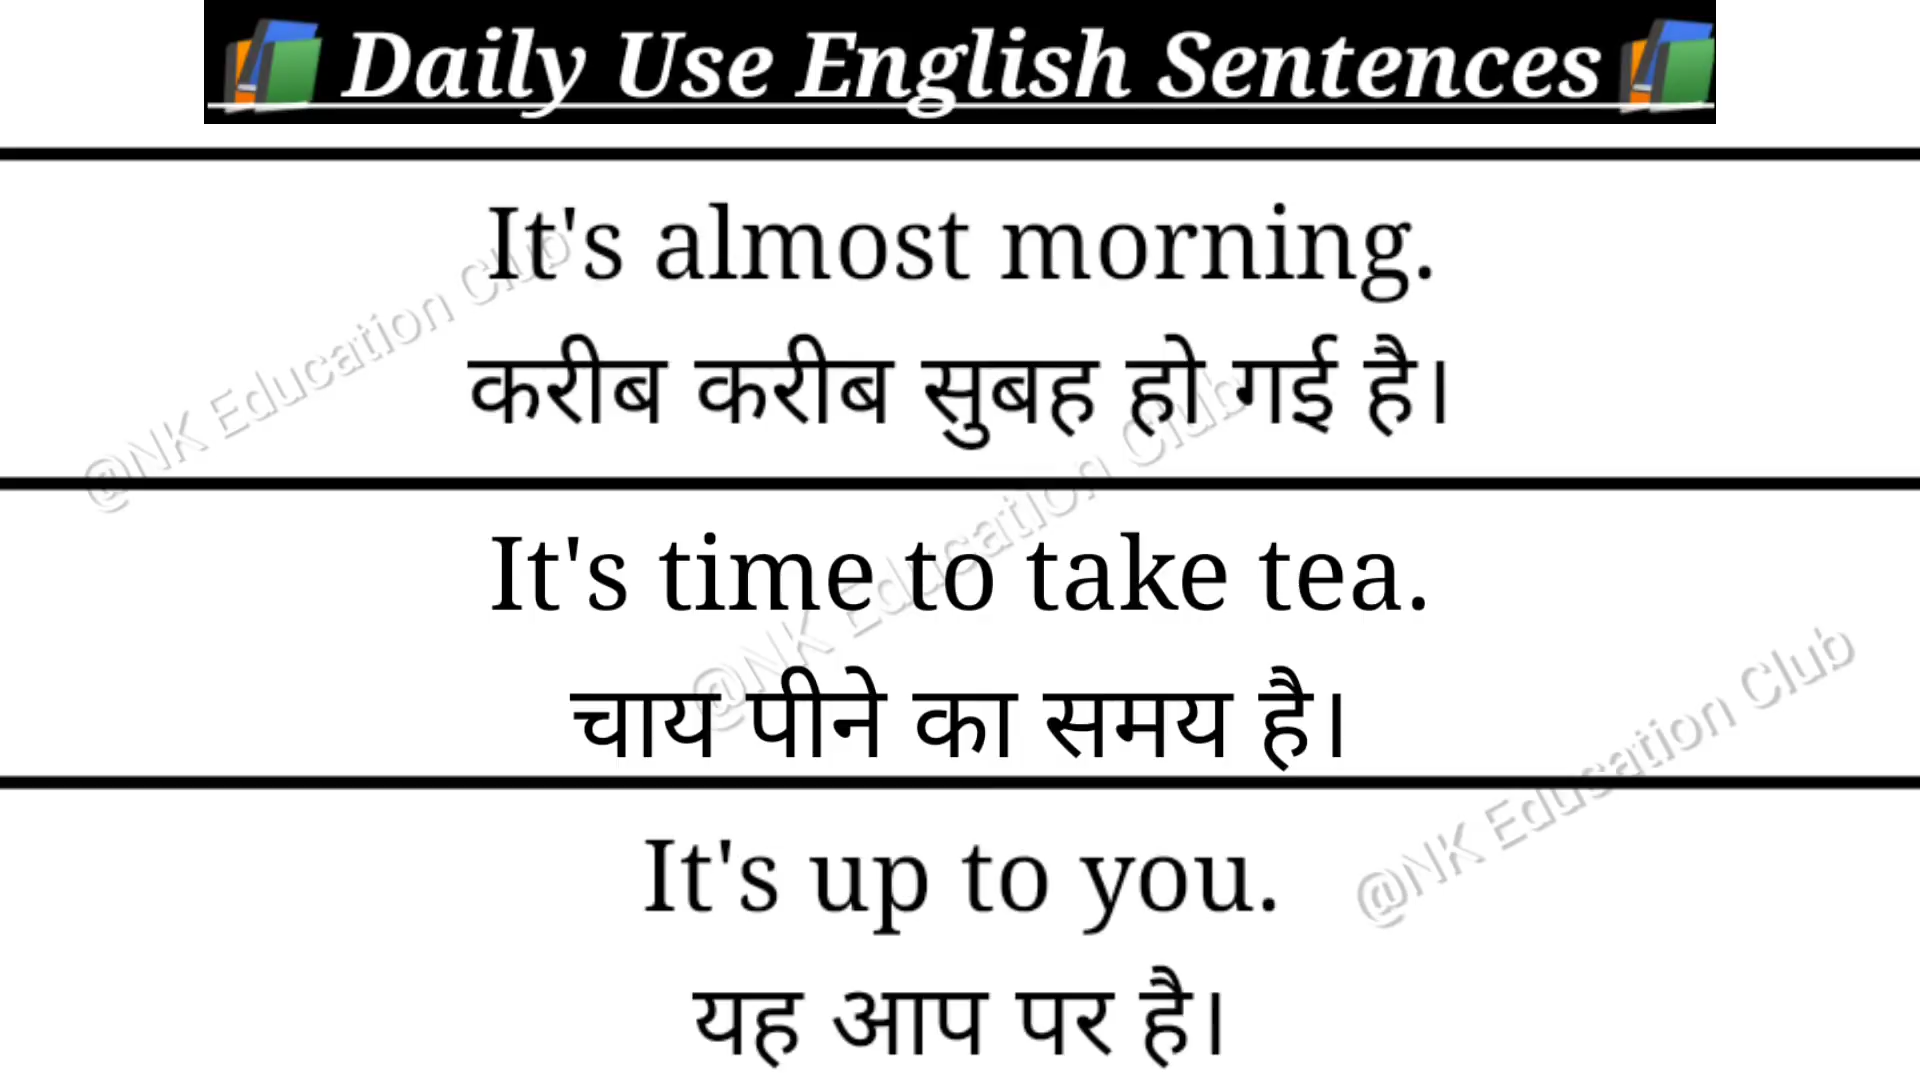 Daily Use English Sentences
It's almost morning.
करीब करीब सुबह हो गई है।
It's time to take tea.
चाय पीने का समय है।
It's up to you.
यह आप पर है।
@NK Education Club
@NK Education Club
@NK Education Club